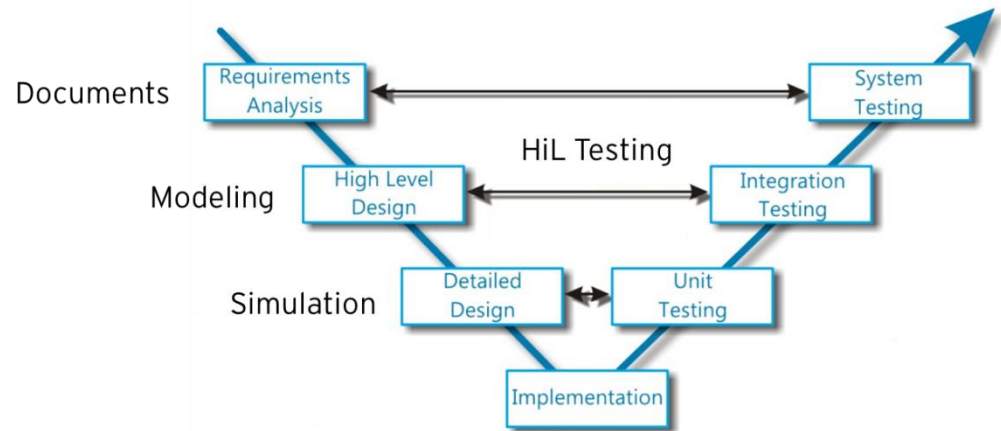 Documents
Requirements
Analysis
System
Testing
HiL Testing
Modeling
High Level
Design
Integration
Testing
Simulation
Detailed
Design
Unit
Testing
Implementation